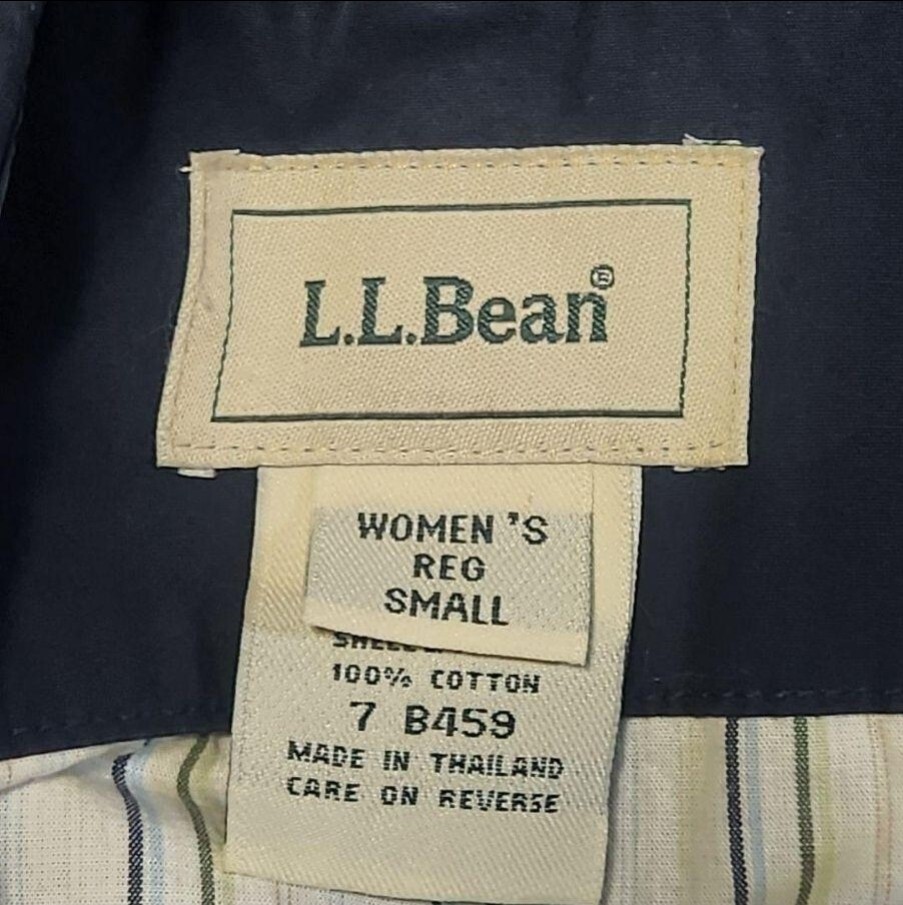 L.L.Bean®
WOMEN'S
REG
SMALL
100% COTTON
7 B459
MADE IN THAILAND
CARE ON REVERSE